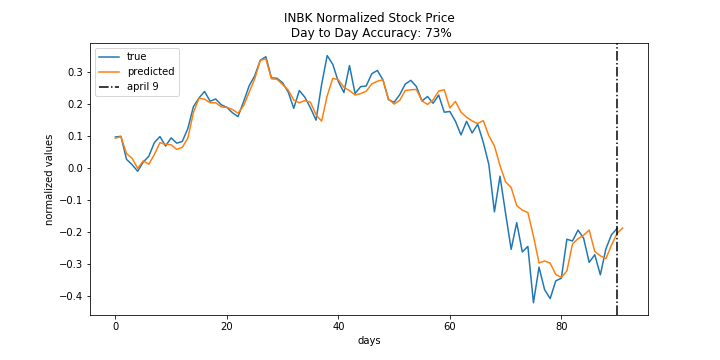 INBK Normalized Stock Price
Day to Day Accuracy: 73%
true
predicted
april 9
normalized values
0.3
0.2
0.1
0.0
−0.1
−0.2
−0.3
−0.4
0
20
40
60
80
days